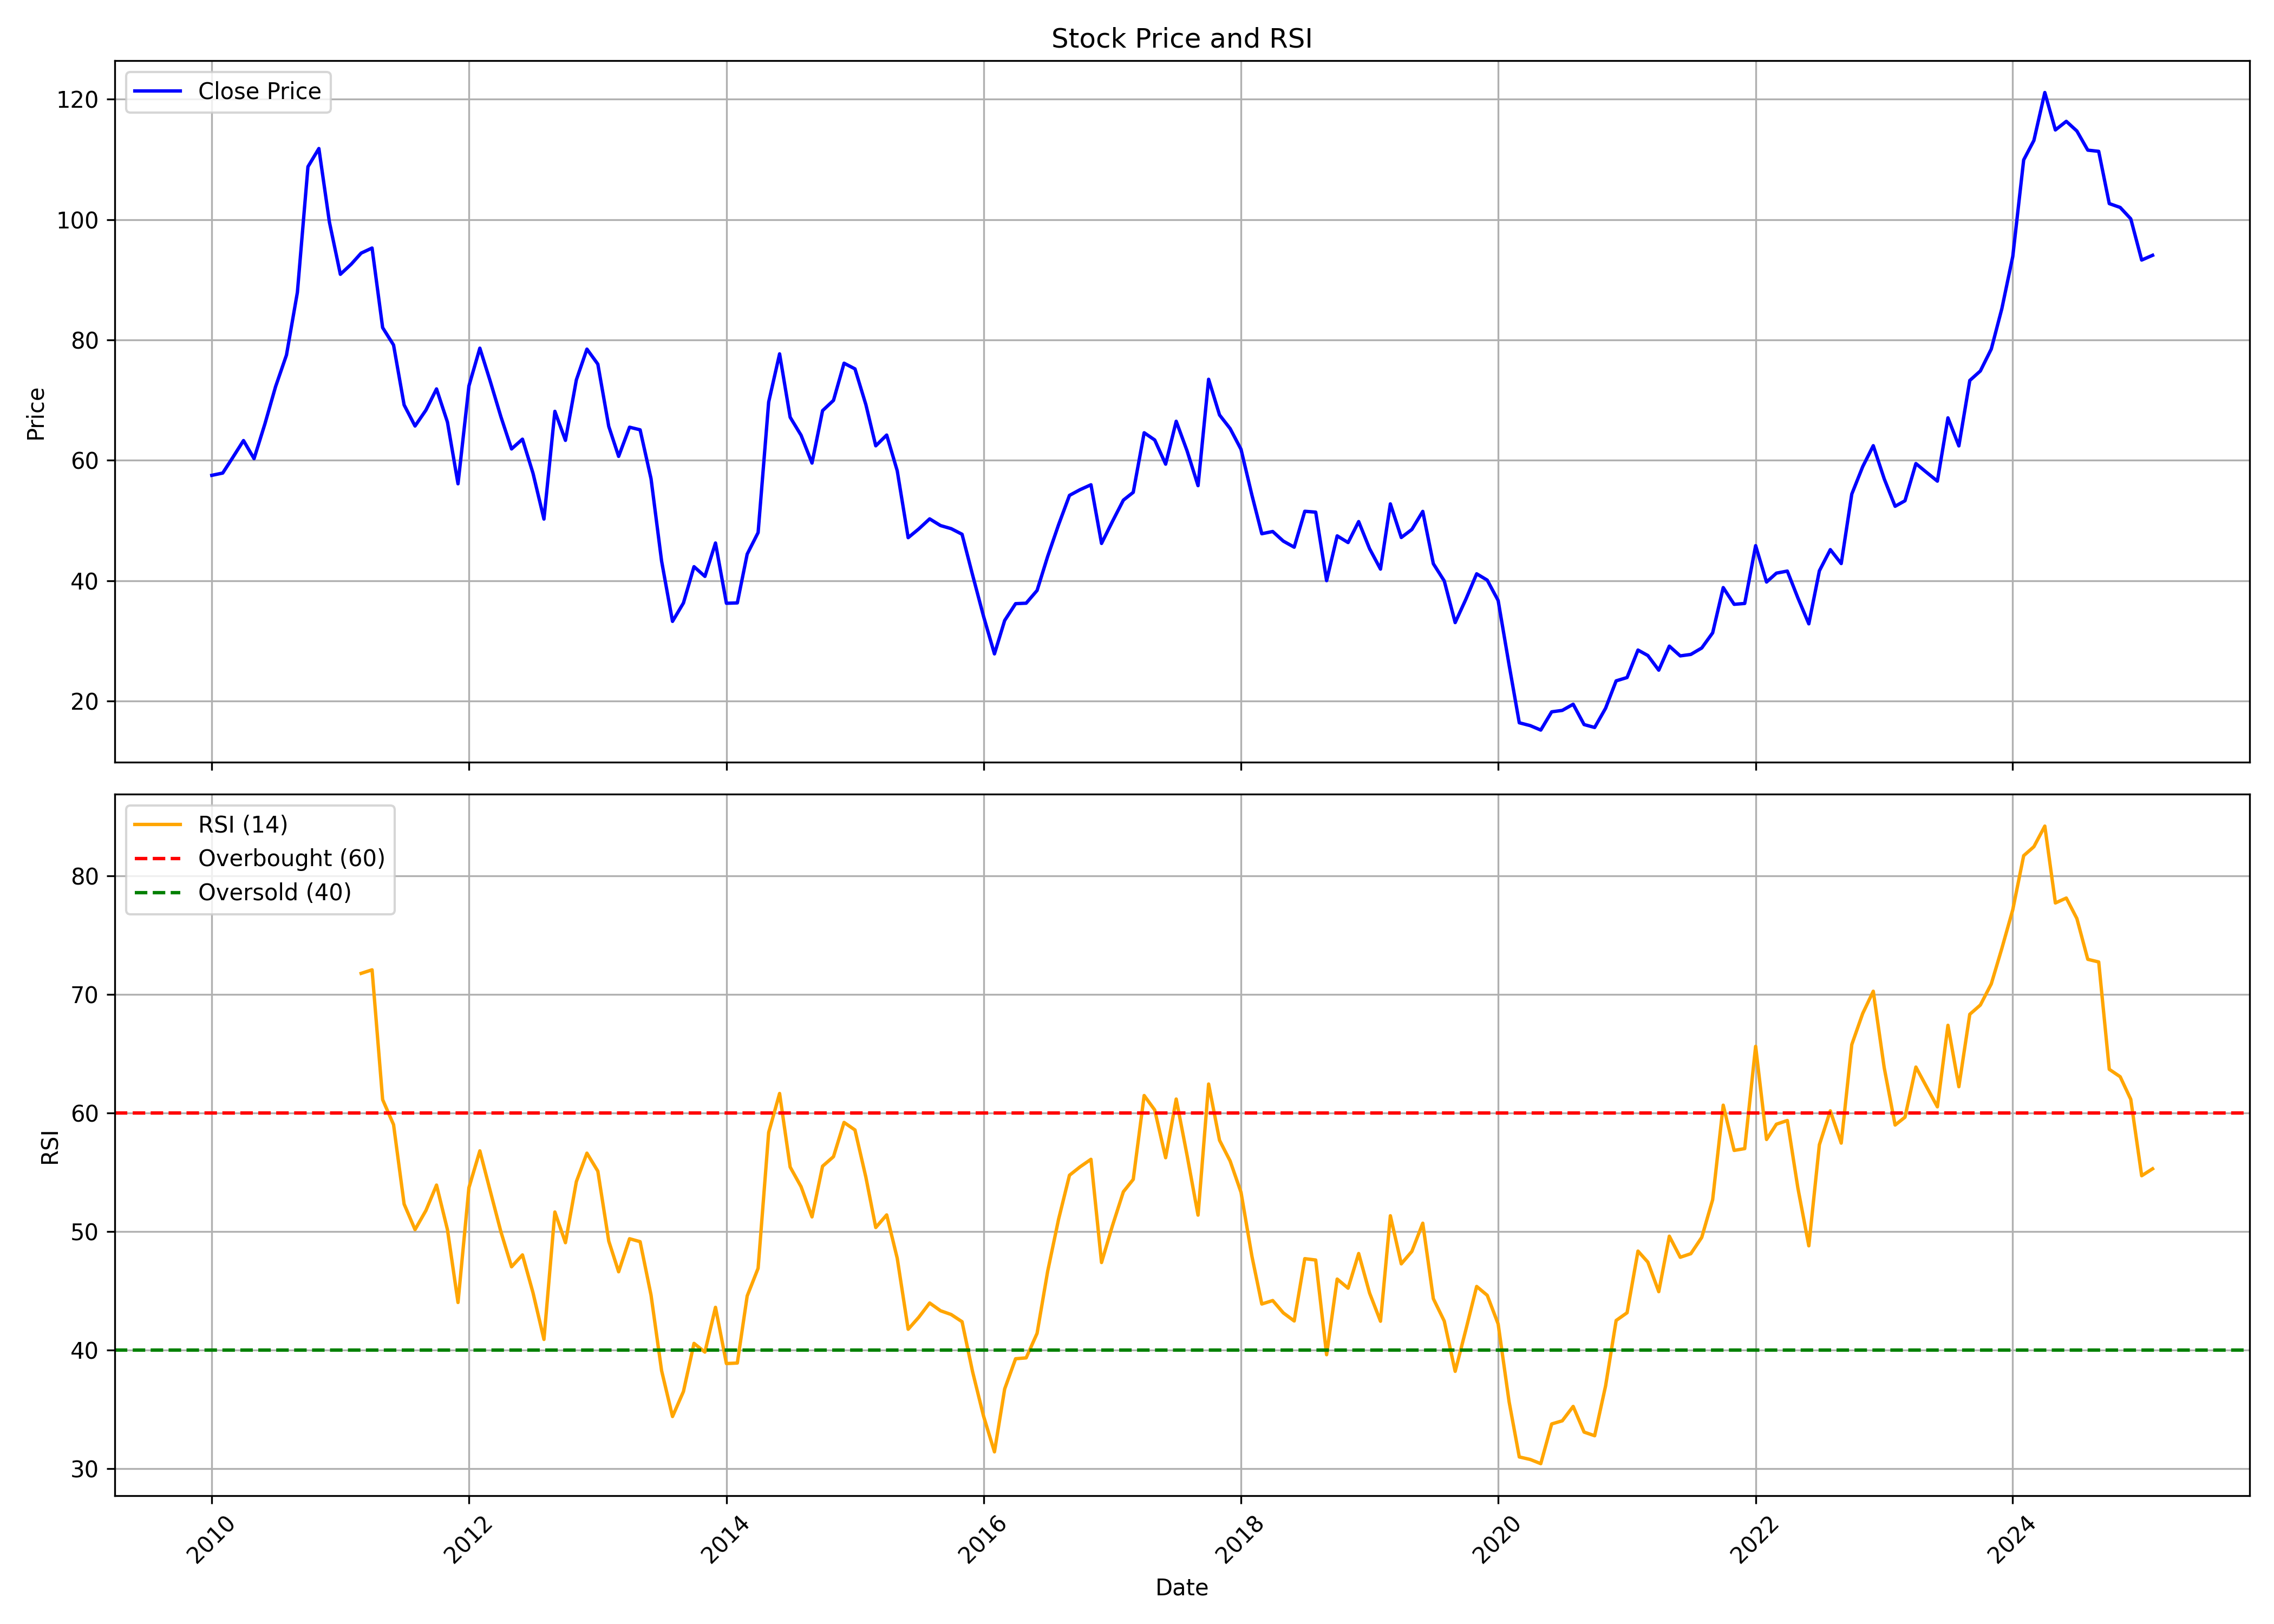 Stock Price and RSI
Close Price
120
100
80
60
40
20
Price
RSI (14)
Overbought (60)
Oversold (40)
80
70
60
50
40
30
RSI
2010
2012
2014
2016
2018
2020
2022
2024
Date